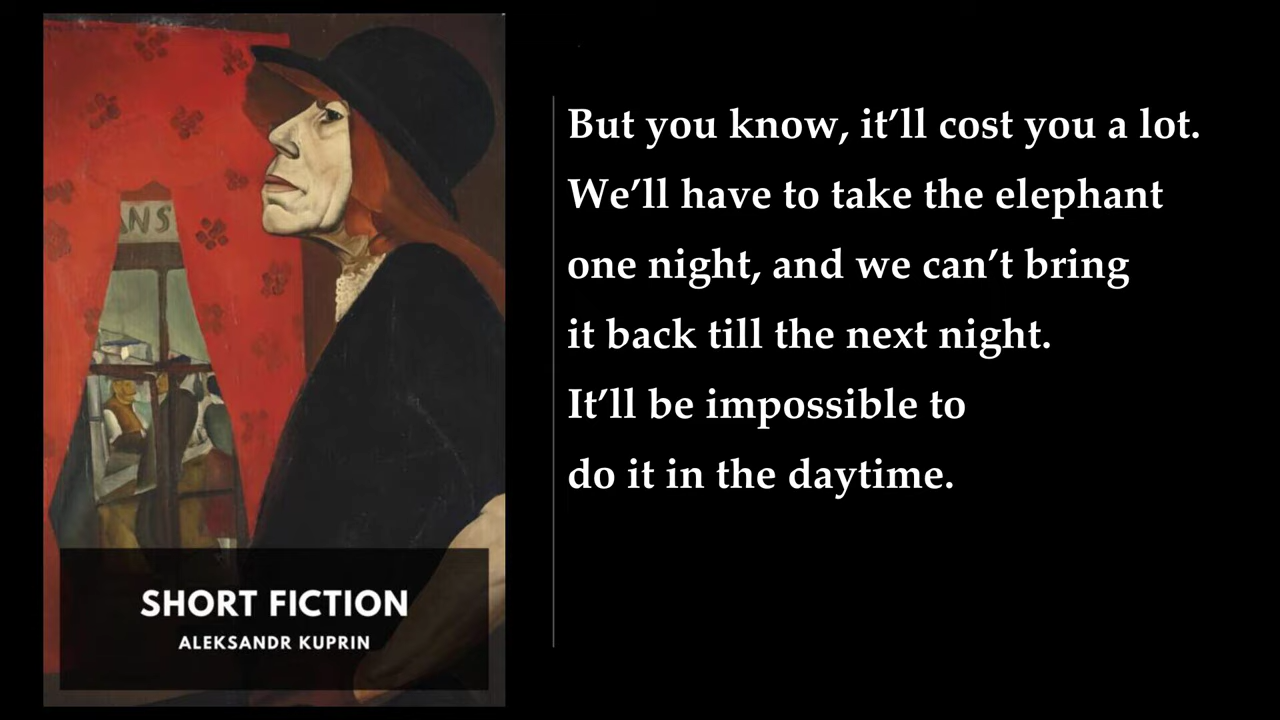 ANS
SHORT FICTION
ALEKSANDR KUPRIN
But you know, it’ll cost you a lot.
We’ll have to take the elephant
one night, and we can’t bring
it back till the next night.
It’ll be impossible to
do it in the daytime.